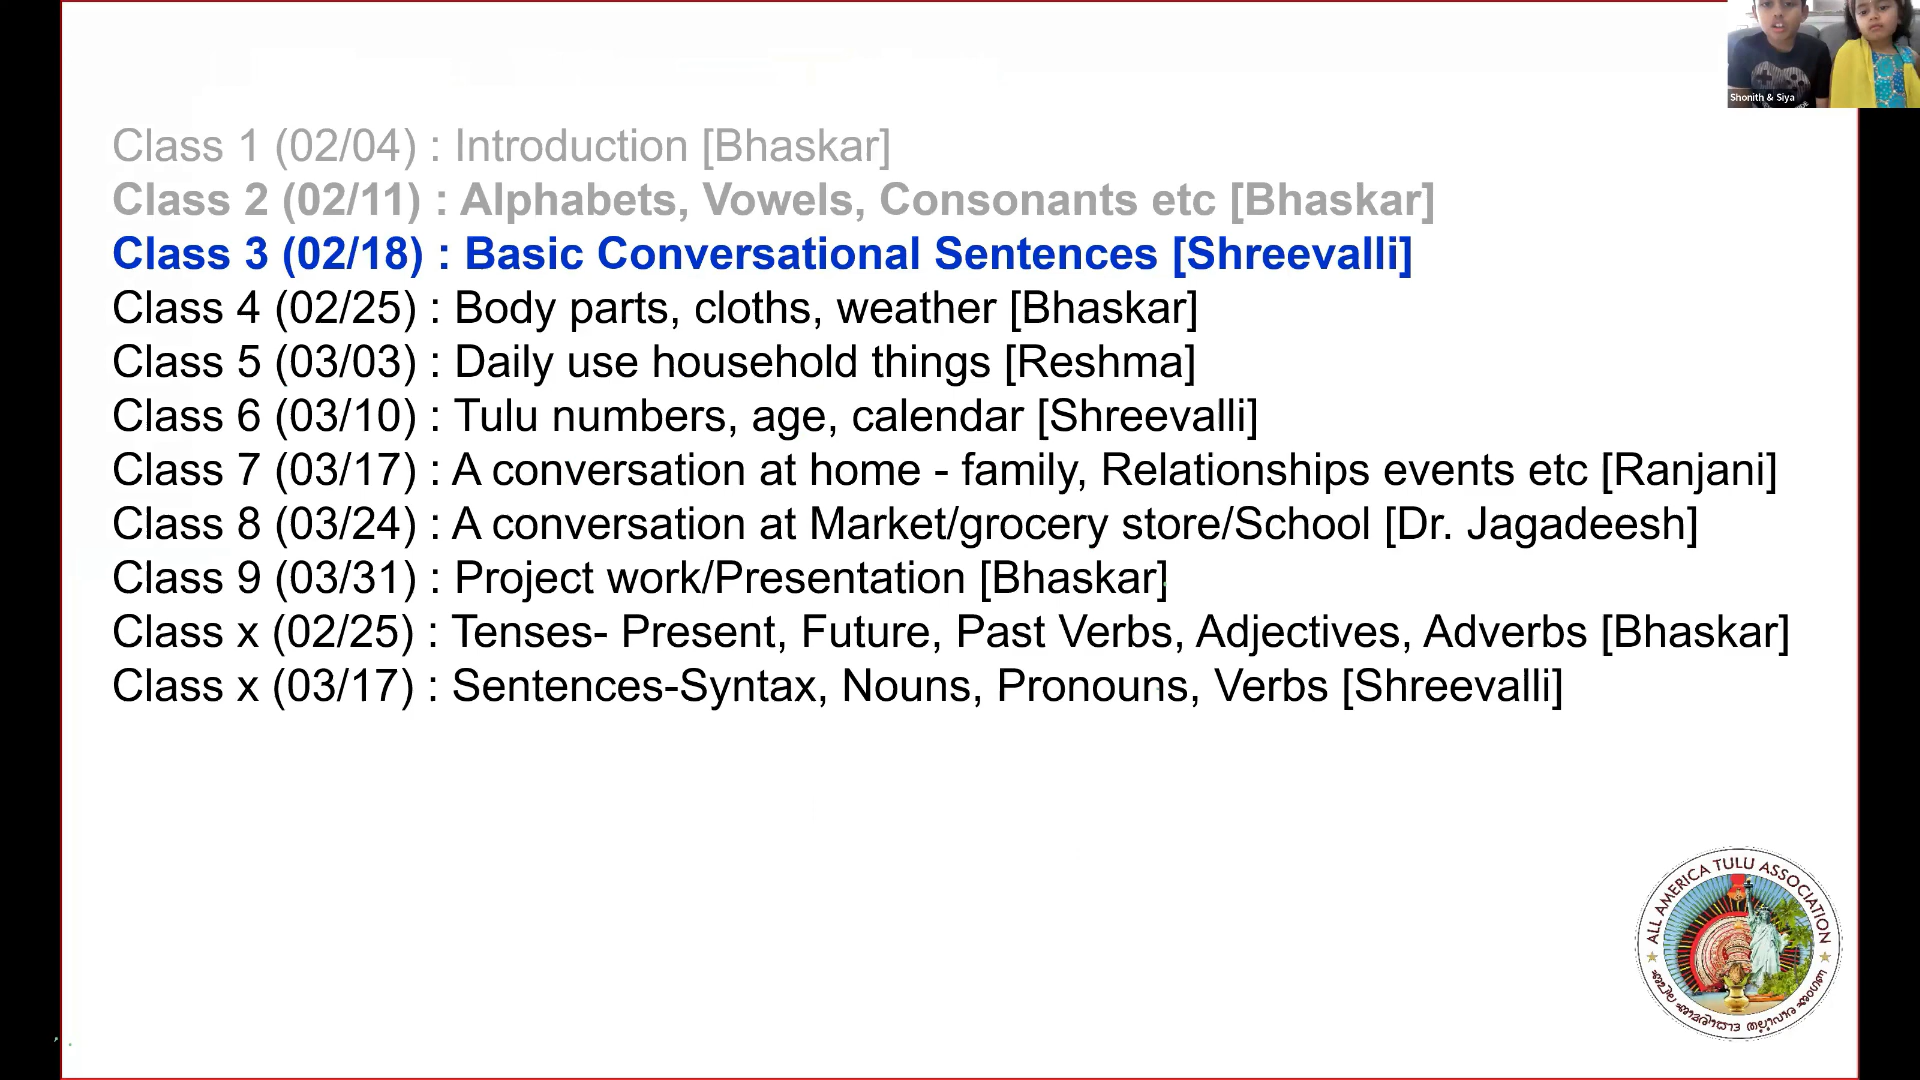 Shonith & Siya
Class 1 (02/04) : Introduction [Bhaskar]
Class 2 (02/11) : Alphabets, Vowels, Consonants etc [Bhaskar]
Class 3 (02/18) : Basic Conversational Sentences [Shreevalli]
Class 4 (02/25) : Body parts, cloths, weather [Bhaskar]
Class 5 (03/03) : Daily use household things [Reshma]
Class 6 (03/10) : Tulu numbers, age, calendar [Shreevalli]
Class 7 (03/17) : A conversation at home - family, Relationships events etc [Ranjani]
Class 8 (03/24) : A conversation at Market/grocery store/School [Dr. Jagadeesh]
Class 9 (03/31) : Project work/Presentation [Bhaskar]
Class x (02/25) : Tenses- Present, Future, Past Verbs, Adjectives, Adverbs [Bhaskar]
Class x (03/17) : Sentences-Syntax, Nouns, Pronouns, Verbs [Shreevalli]
ALL AMERICA TULU ASSOCIATION